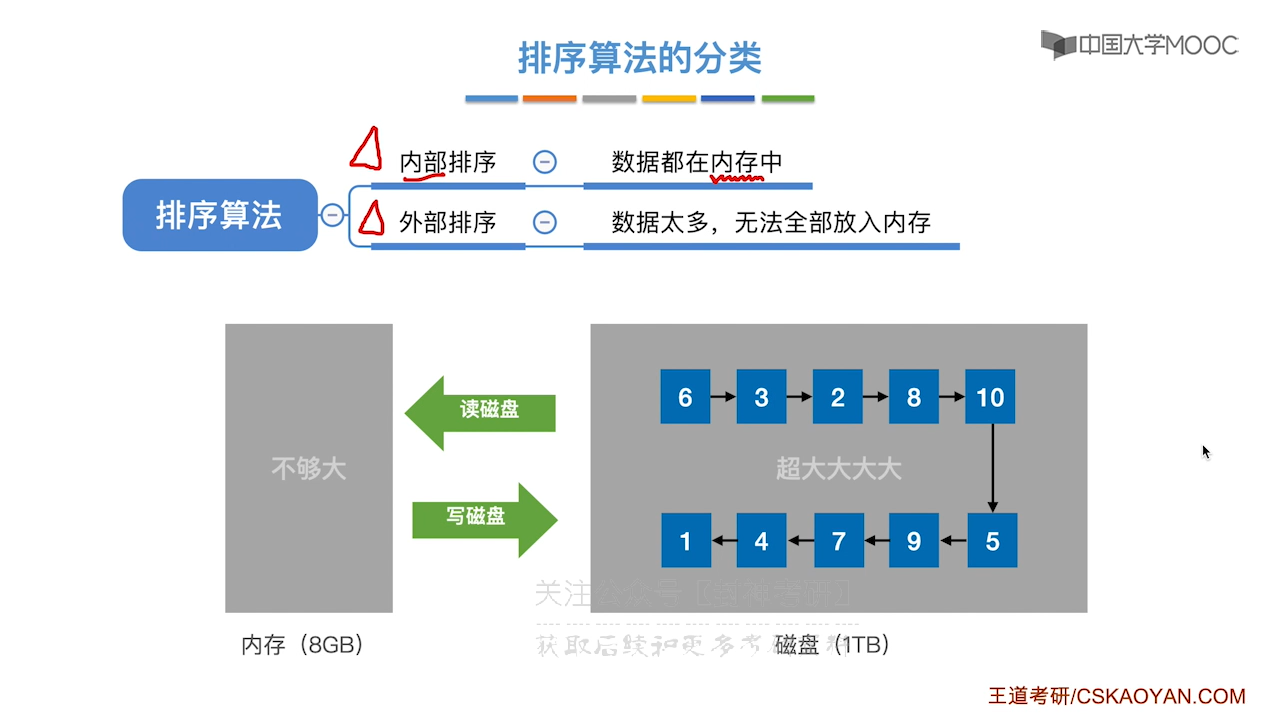 排序算法的分类
中国大学MOOC
内部排序
数据都在内存中
排序算法
外部排序
数据太多，无法全部放入内存
读磁盘
6 3 2 8 10
不够大
超大大大大
写磁盘
1 4 7 9 5
关注公众号
获取后续和更多考
内存（8GB）
磁盘（1TB）
王道考研/CSKAOYAN.COM